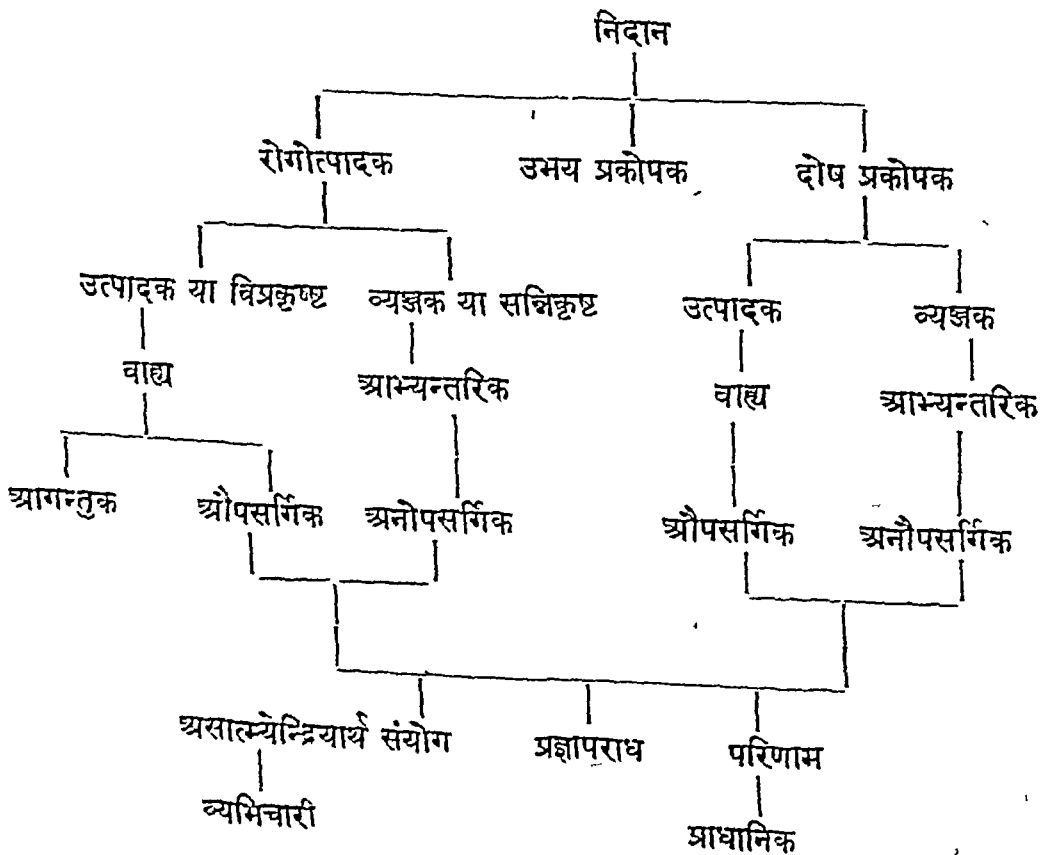 निदान
रोगोत्पादक उभय प्रकोपक दोष प्रकोपक
उत्पादक या विप्रकृष्ट व्यञ्जक या सन्निकृष्ट उत्पादक व्यञ्जक
वाह्य आभ्यन्तरिक वाह्य आभ्यन्तरिक
आगन्तुक औपसर्गिक अनोपसर्गिक औपसर्गिक अनौपसर्गिक
असात्म्येन्द्रियार्थ संयोग प्रज्ञापराध परिणाम
व्यभिचारी प्राधानिक